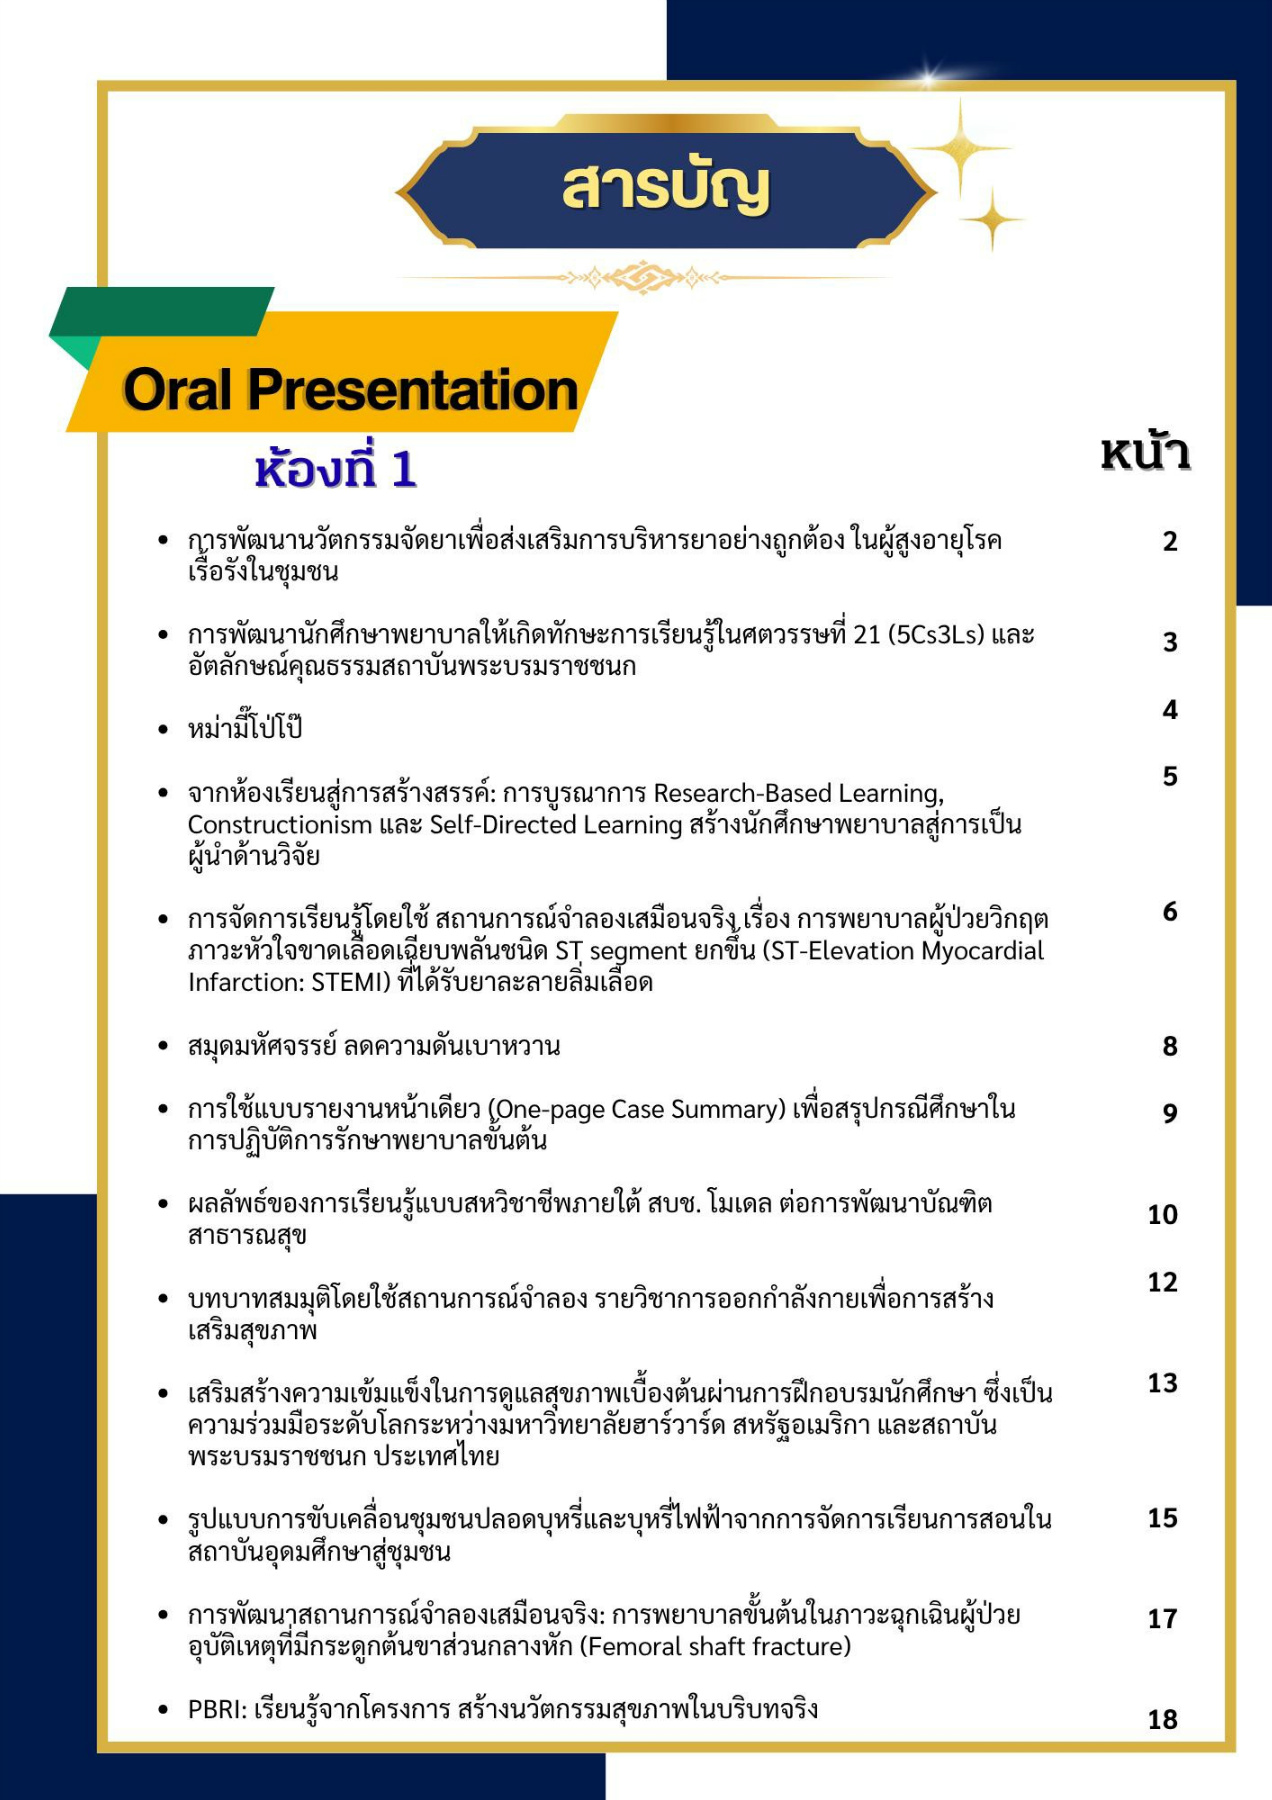 สารบัญ
Oral Presentation
ห้องที่ 1
หน้า
• การพัฒนานวัตกรรมจัดยาเพื่อส่งเสริมการบริหารยาอย่างถูกต้อง ในผู้สูงอายุโรค 2
เรื้อรังในชุมชน
• การพัฒนานักศึกษาพยาบาลให้เกิดทักษะการเรียนรู้ในศตวรรษที่ 21 (5Cs3Ls) และ 3
อัตลักษณ์คุณธรรมสถาบันพระบรมราชชนก
• หม่ามี๊โป่โป๊ 4
• จากห้องเรียนสู่การสร้างสรรค์: การบูรณาการ Research-Based Learning, 5
Constructionism และ Self-Directed Learning สร้างนักศึกษาพยาบาลสู่การเป็น
ผู้นำด้านวิจัย
• การจัดการเรียนรู้โดยใช้ สถานการณ์จำลองเสมือนจริง เรื่อง การพยาบาลผู้ป่วยวิกฤต 6
ภาวะหัวใจขาดเลือดเฉียบพลันชนิด ST segment ยกขึ้น (ST-Elevation Myocardial
Infarction: STEMI) ที่ได้รับยาละลายลิ่มเลือด
• สมุดมหัศจรรย์ ลดความดันเบาหวาน 8
• การใช้แบบรายงานหน้าเดียว (One-page Case Summary) เพื่อสรุปกรณีศึกษาใน 9
การปฏิบัติการรักษาพยาบาลขั้นต้น
• ผลลัพธ์ของการเรียนรู้แบบสหวิชาชีพภายใต้ สบช. โมเดล ต่อการพัฒนาบัณฑิต 10
สาธารณสุข
• บทบาทสมมุติโดยใช้สถานการณ์จำลอง รายวิชาการออกกำลังกายเพื่อการสร้าง 12
เสริมสุขภาพ
• เสริมสร้างความเข้มแข็งในการดูแลสุขภาพเบื้องต้นผ่านการฝึกอบรมนักศึกษา ซึ่งเป็น 13
ความร่วมมือระดับโลกระหว่างมหาวิทยาลัยฮาร์วาร์ด สหรัฐอเมริกา และสถาบัน
พระบรมราชชนก ประเทศไทย
• รูปแบบการขับเคลื่อนชุมชนปลอดบุหรี่และบุหรี่ไฟฟ้าจากการจัดการเรียนการสอนใน 15
สถาบันอุดมศึกษาสู่ชุมชน
• การพัฒนาสถานการณ์จำลองเสมือนจริง: การพยาบาลขั้นต้นในภาวะฉุกเฉินผู้ป่วย 17
อุบัติเหตุที่มีกระดูกต้นขาส่วนกลางหัก (Femoral shaft fracture)
• PBRI: เรียนรู้จากโครงการ สร้างนวัตกรรมสุขภาพในบริบทจริง 18